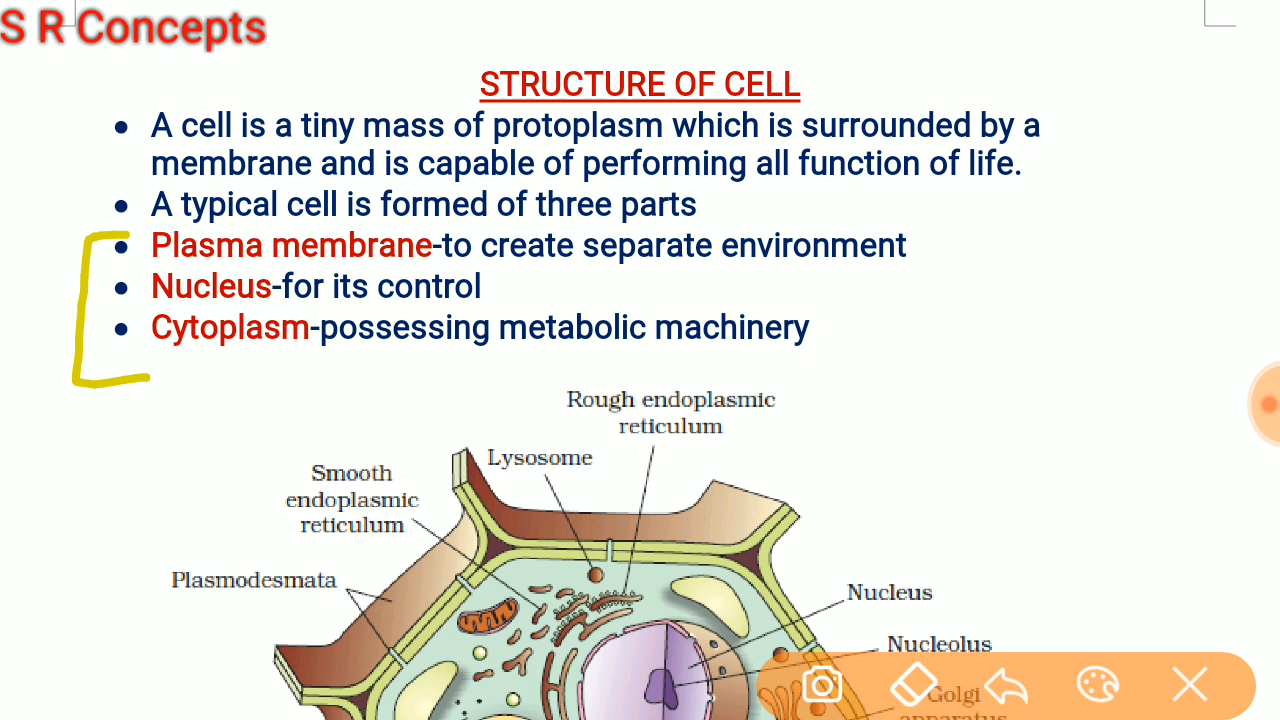 S R Concepts
STRUCTURE OF CELL
• A cell is a tiny mass of protoplasm which is surrounded by a
membrane and is capable of performing all function of life.
• A typical cell is formed of three parts
• Plasma membrane-to create separate environment
• Nucleus-for its control
• Cytoplasm-possessing metabolic machinery
Rough endoplasmic
reticulum
Lysosome
Smooth
endoplasmic
reticulum
Plasmodesmata
Nucleus
Nucleolus
Golgi
apparatus